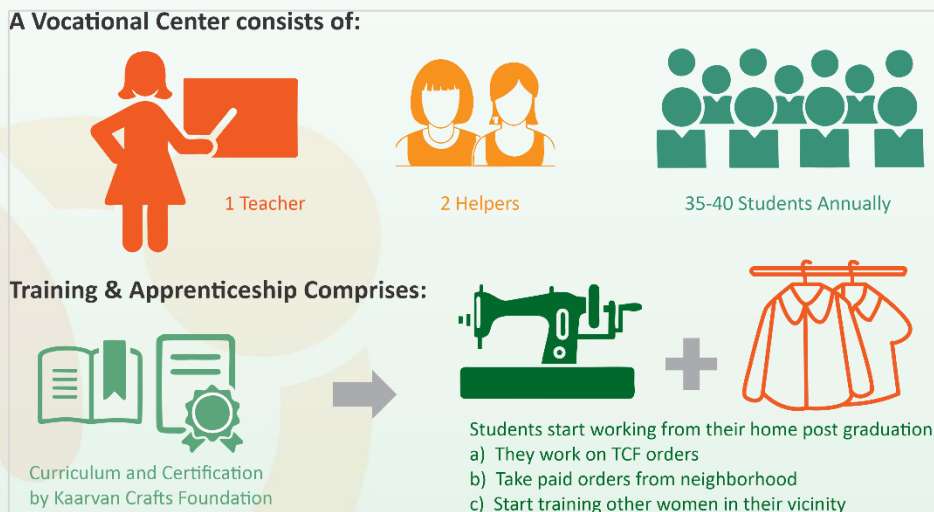 A Vocational Center consists of:
1 Teacher
2 Helpers
35-40 Students Annually
Training & Apprenticeship Comprises:
Curriculum and Certification
by Kaarvan Crafts Foundation
Students start working from their home post graduation
a) They work on TCF orders
b) Take paid orders from neighborhood
c) Start training other women in their vicinity